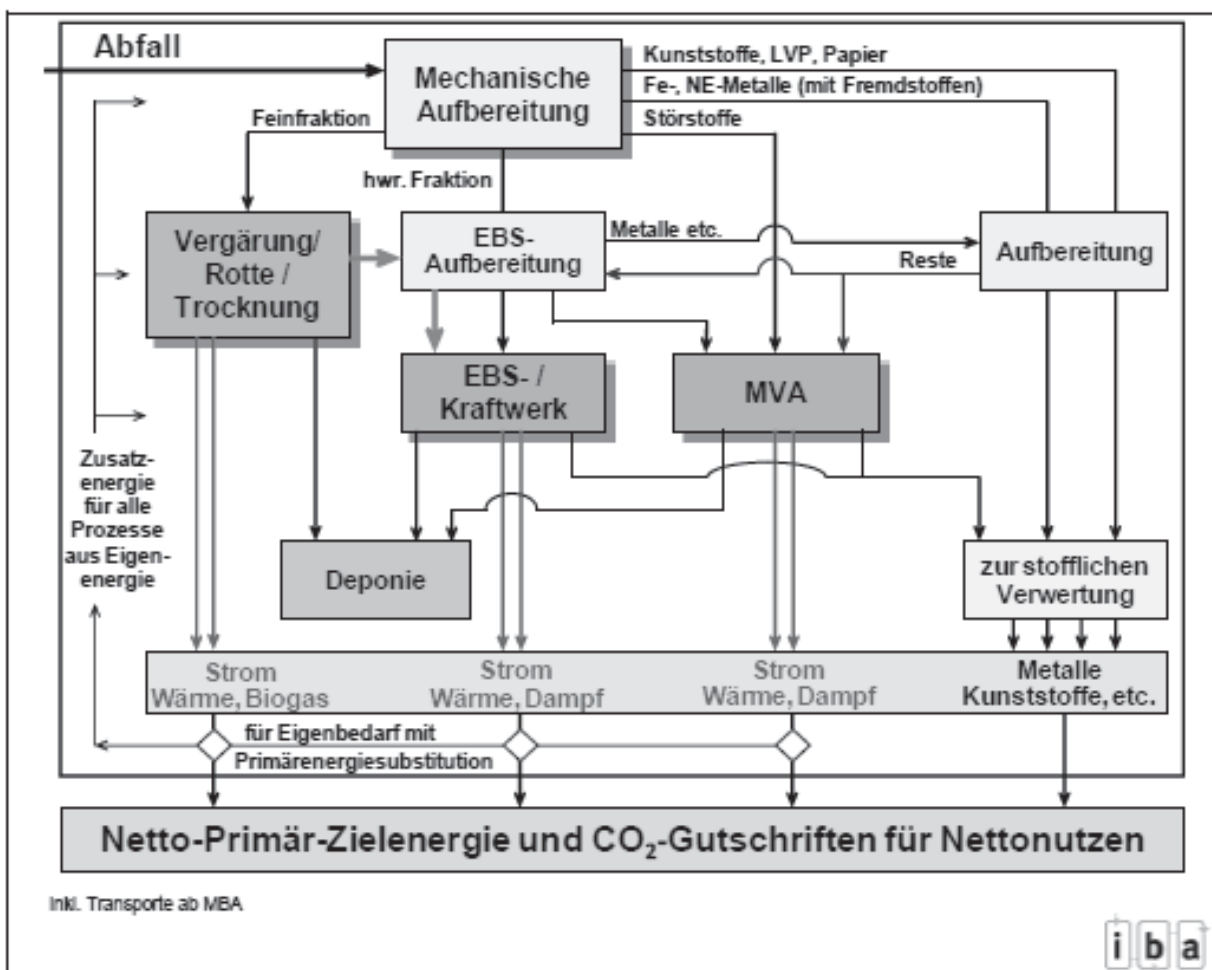 Abfall
Mechanische
Aufbereitung
Kunststoffe, LVP, Papier
Fe-, NE-Metalle (mit Fremdstoffen)
Störstoffe
Feinfraktion
hwr. Fraktion
Vergärung/
Rotte /
Trocknung
EBS-
Aufbereitung
Metalle etc.
Reste
Aufbereitung
EBS- /
Kraftwerk
MVA
Zusatz-
energie
für alle
Prozesse
aus Eigen-
energie
Deponie
zur stofflichen
Verwertung
Strom
Wärme, Biogas
Strom
Wärme, Dampf
Strom
Wärme, Dampf
Metalle
Kunststoffe, etc.
für Eigenbedarf mit
Primärenergiesubstitution
Netto-Primär-Zielenergie und CO₂-Gutschriften für Nettonutzen
Inkl. Transporte ab MBA
iba